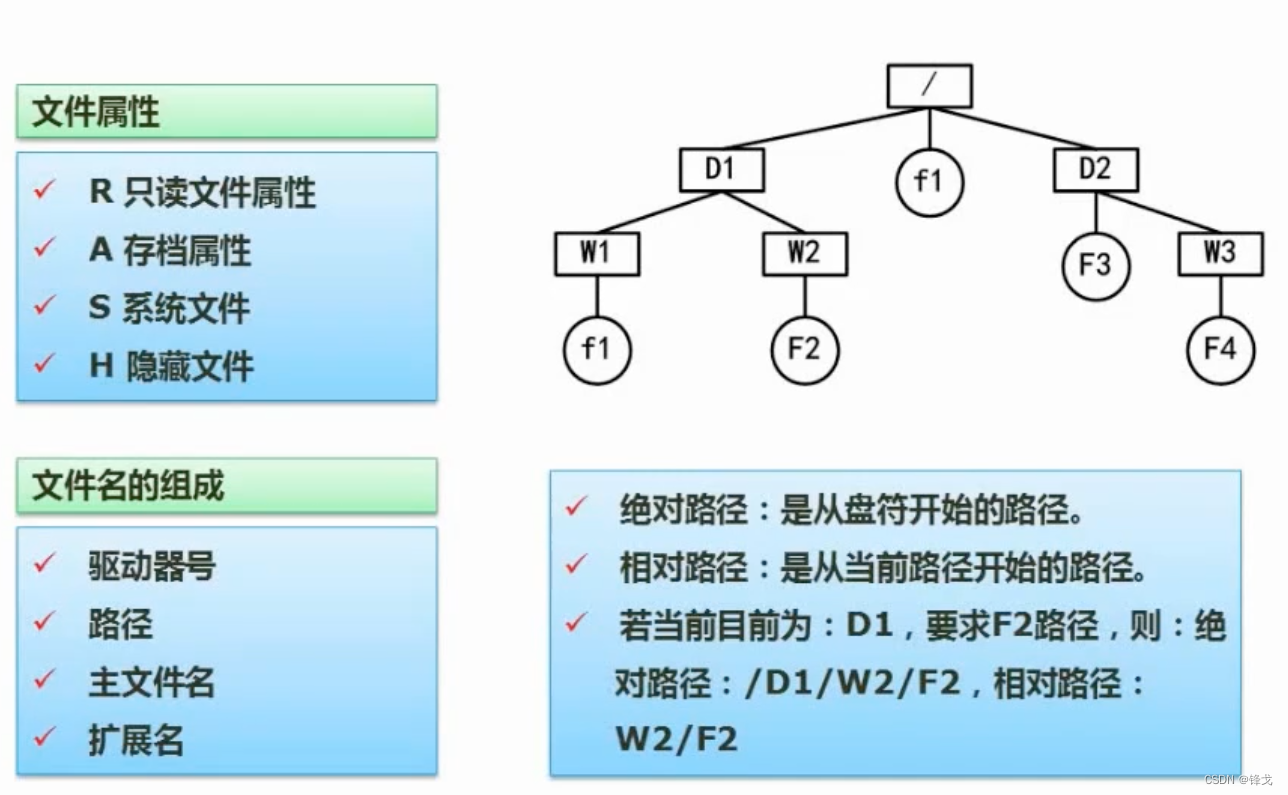 文件属性
R 只读文件属性
A 存档属性
S 系统文件
H 隐藏文件
/
D1
f1
D2
W1
W2
F3
W3
f1
F2
F4
文件名的组成
驱动器号
路径
主文件名
扩展名
绝对路径：是从盘符开始的路径。
相对路径：是从当前路径开始的路径。
若当前目前为：D1，要求F2路径，则：绝
对路径：/D1/W2/F2，相对路径：
W2/F2
CSDN @锋戈